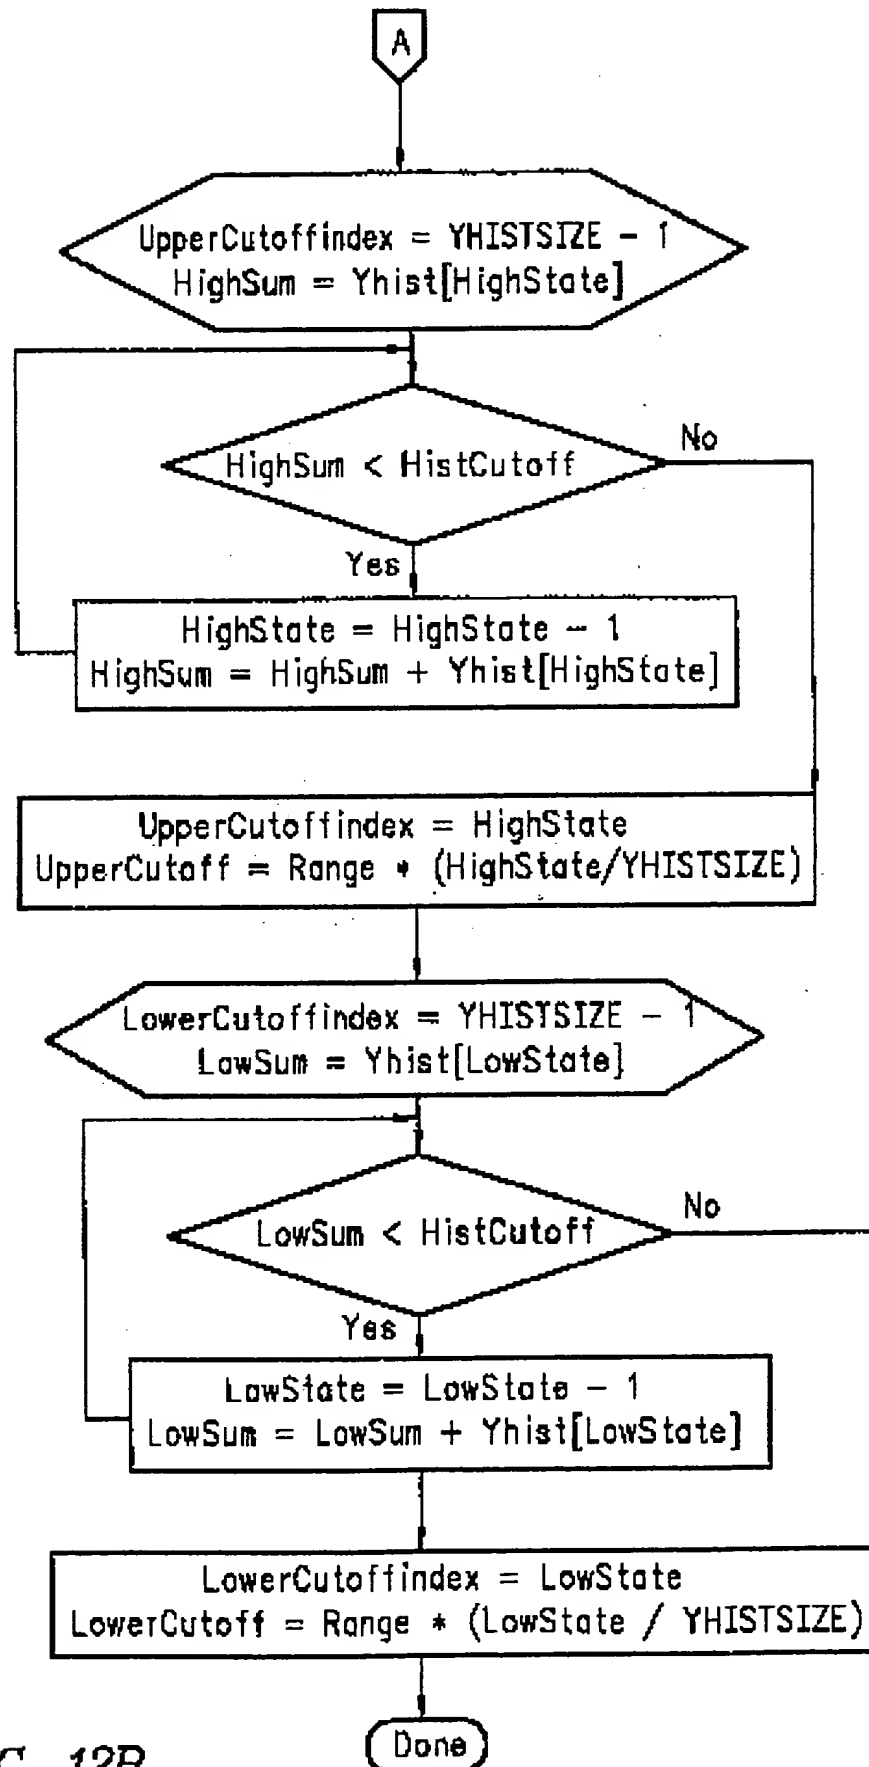 A
UpperCutoffindex = YHISTSIZE - 1
HighSum = Yhist[HighState]
HighSum < HistCutoff
No
Yes
HighState = HighState - 1
HighSum = HighSum + Yhist[HighState]
UpperCutoffindex = HighState
UpperCutoff = Range * (HighState/YHISTSIZE)
LowerCutoffindex = YHISTSIZE - 1
LowSum = Yhist[LowState]
LowSum < HistCutoff
No
Yes
LowState = LowState - 1
LowSum = LowSum + Yhist[LowState]
LowerCutoffindex = LowState
LowerCutoff = Range * (LowState / YHISTSIZE)
Done
12B